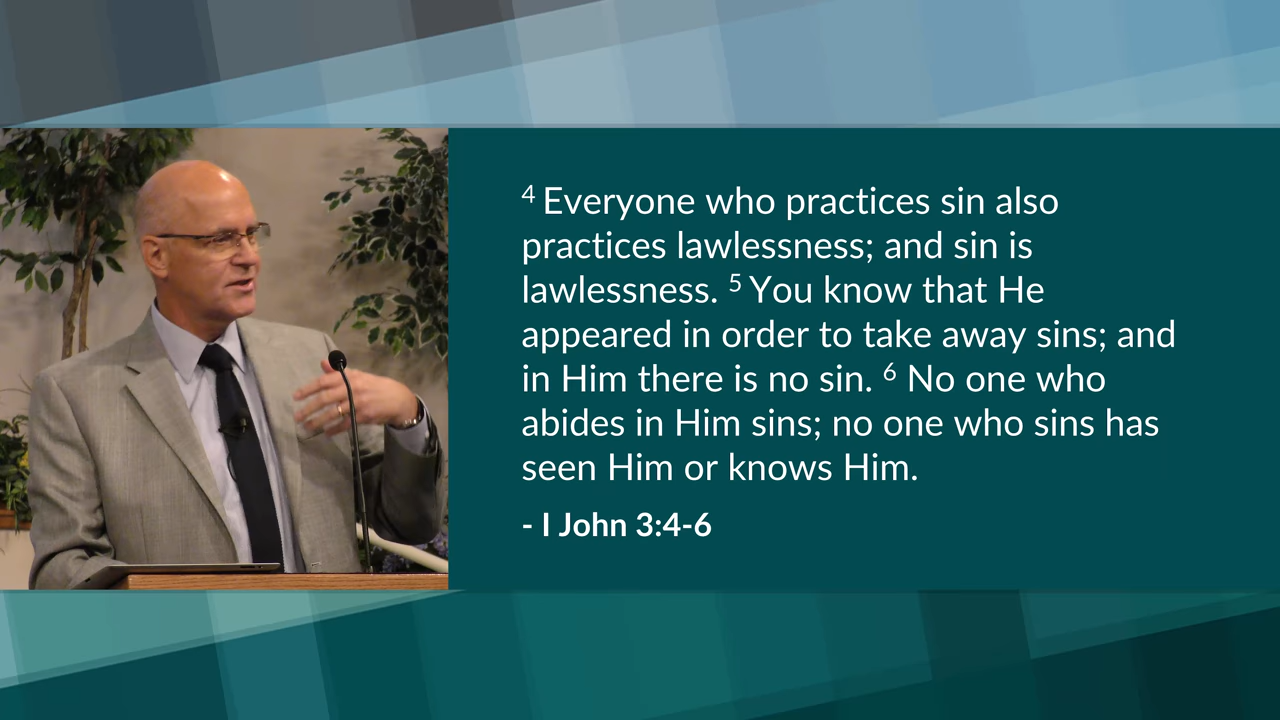 4 Everyone who practices sin also
practices lawlessness; and sin is
lawlessness. 5 You know that He
appeared in order to take away sins; and
in Him there is no sin. 6 No one who
abides in Him sins; no one who sins has
seen Him or knows Him.
- I John 3:4-6